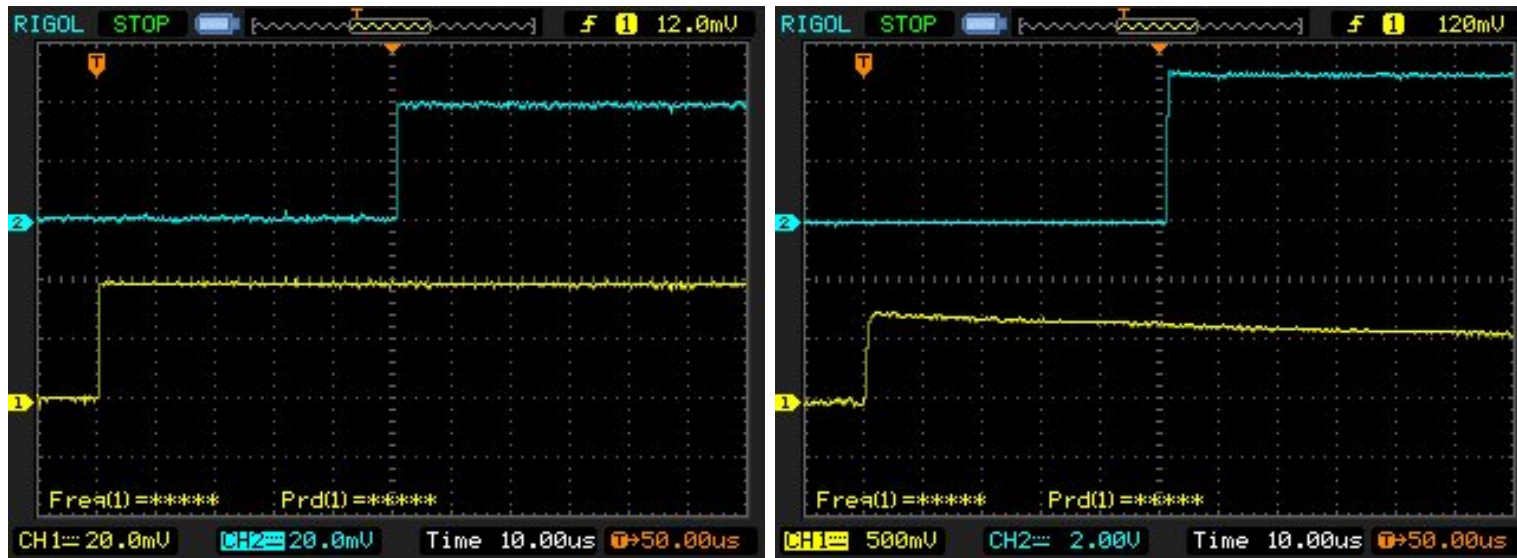 RIGOL STOP T 1 12.0mV
T
2
1
Freq(1)=***** Prd(1)=*****
CH1 20.0mV CH2 20.0mV Time 10.00us T→50.00us
RIGOL STOP T 1 120mV
T
2
1
Freq(1)=***** Prd(1)=*****
CH1 500mV CH2 2.00V Time 10.00us T→50.00us